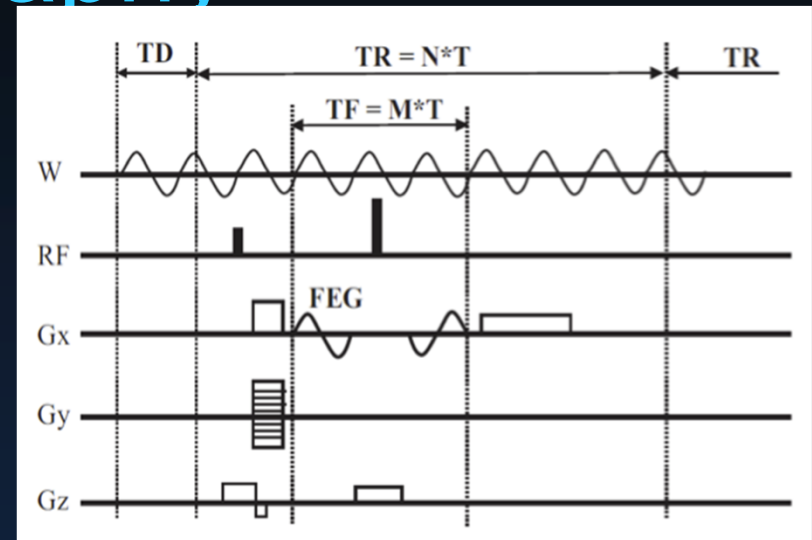 TD
TR = N*T
TR
TF = M*T
W
RF
FEG
Gx
Gy
Gz